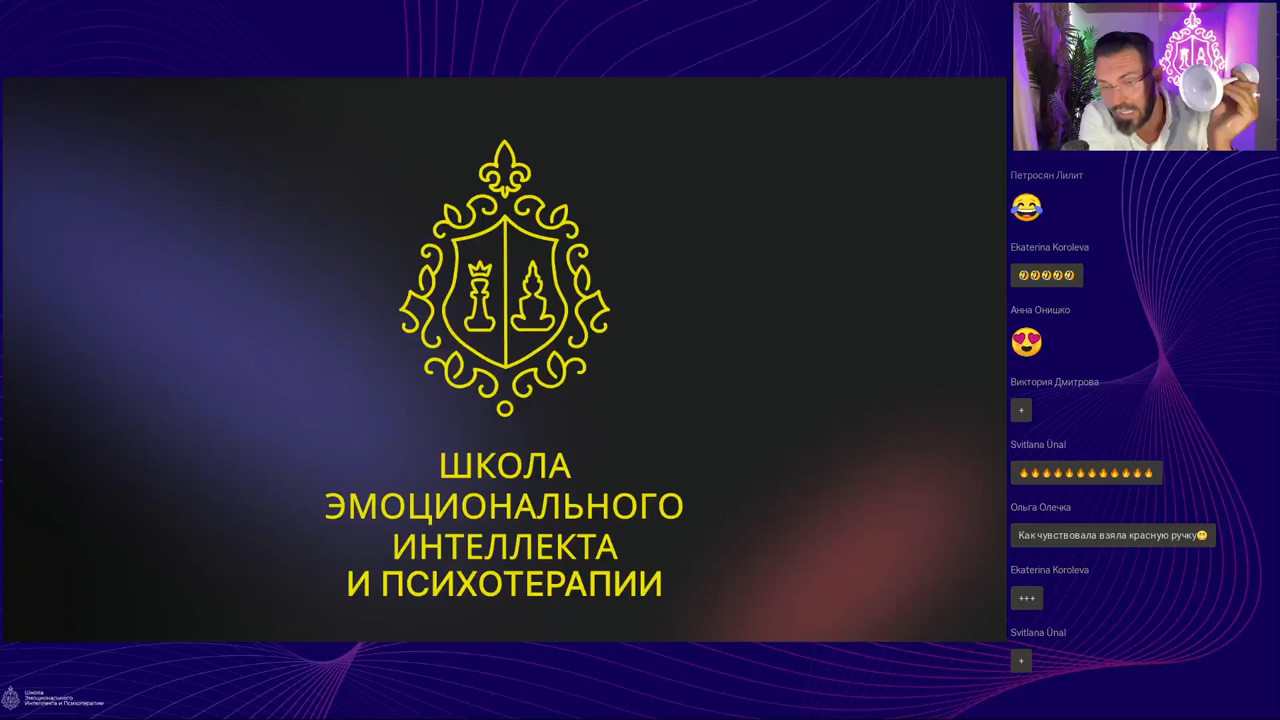 ШКОЛА
ЭМОЦИОНАЛЬНОГО
ИНТЕЛЛЕКТА
И ПСИХОТЕРАПИИ
Петросян Лилит
😂
Ekaterina Koroleva
🤣🤣🤣🤣🤣
Анна Онишко
😍
Виктория Дмитрова
+
Svitlana Ünal
🔥🔥🔥🔥🔥🔥🔥🔥🔥🔥🔥🔥
Ольга Олечка
Как чувствовала взяла красную ручку🤭
Ekaterina Koroleva
+++
Svitlana Ünal
+
Школа
Эмоционального
Интеллекта и Психотерапии